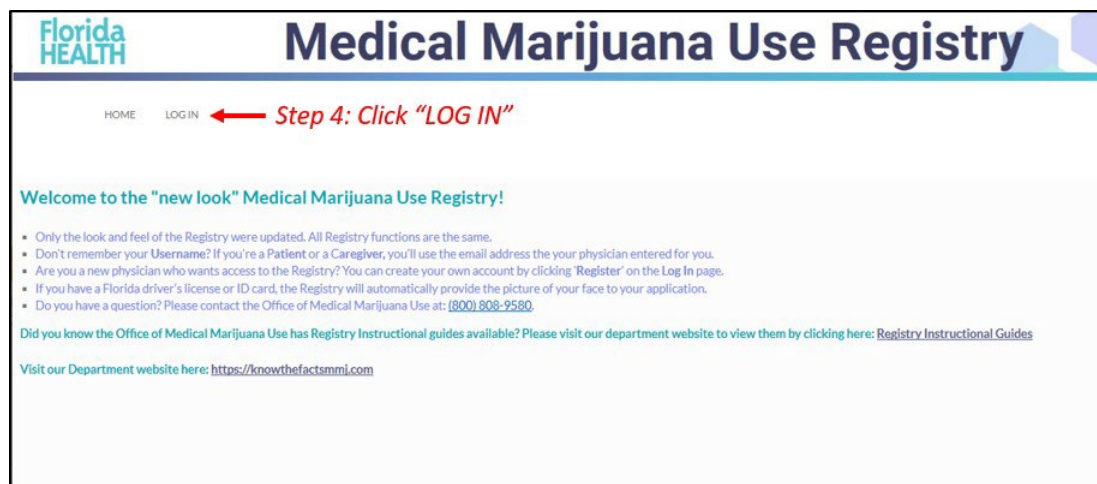 Florida
HEALTH
Medical Marijuana Use Registry
HOME LOG IN Step 4: Click “LOG IN”
Welcome to the "new look" Medical Marijuana Use Registry!
Only the look and feel of the Registry were updated. All Registry functions are the same.
Don't remember your Username? If you're a Patient or a Caregiver, you'll use the email address the your physician entered for you.
Are you a new physician who wants access to the Registry? You can create your own account by clicking 'Register' on the Log In page.
If you have a Florida driver's license or ID card, the Registry will automatically provide the picture of your face to your application.
Do you have a question? Please contact the Office of Medical Marijuana Use at: (800) 808-9580.
Did you know the Office of Medical Marijuana Use has Registry Instructional guides available? Please visit our department website to view them by clicking here: Registry Instructional Guides
Visit our Department website here: https://knowthefactsmmj.com